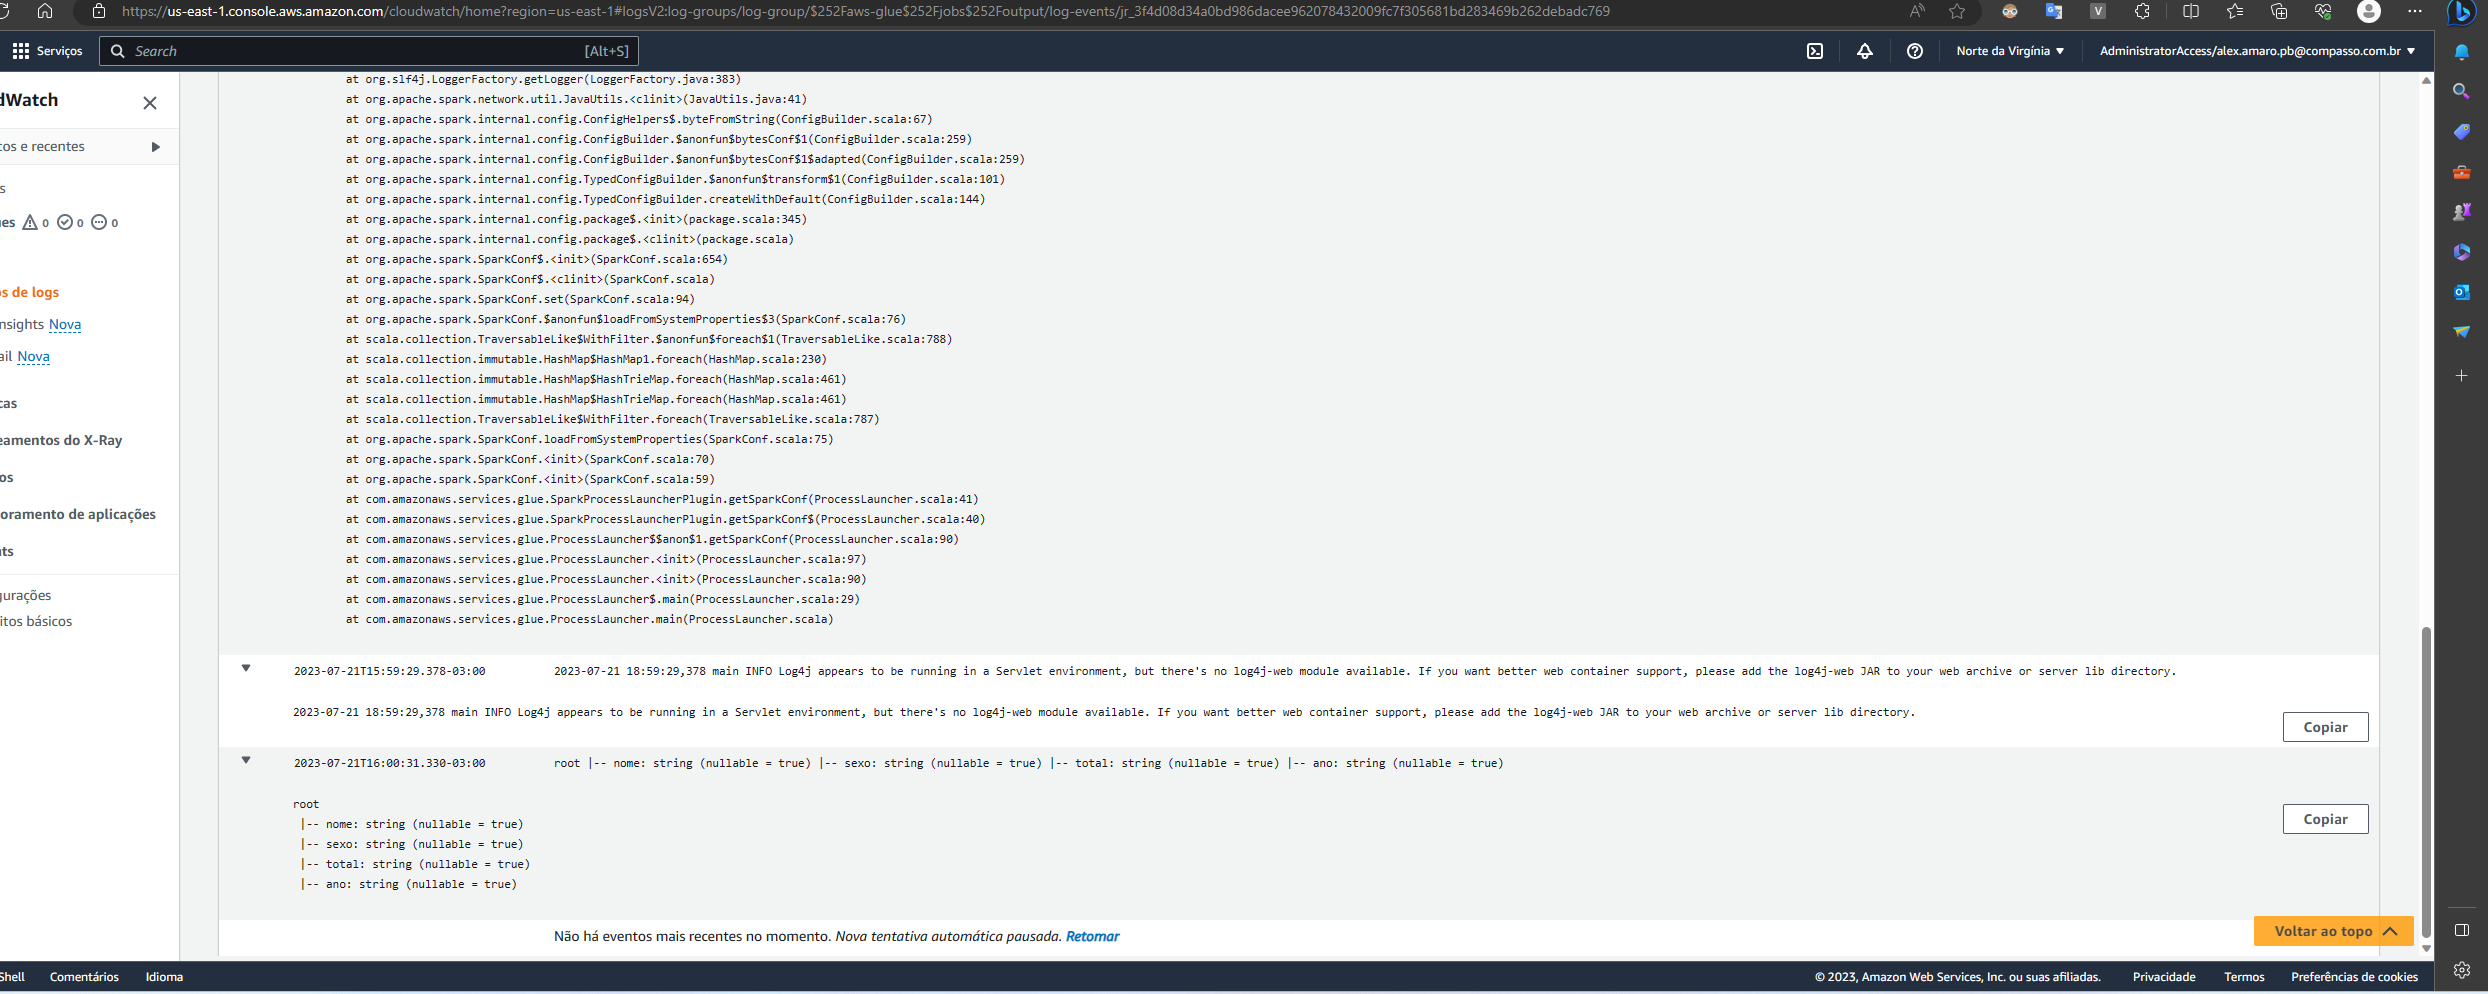 https://us-east-1.console.aws.amazon.com/cloudwatch/home?region=us-east-1#logsV2:log-groups/log-group/$252Faws-glue$252Fjobs$252Foutput/log-events/jr_3f4d08d34a0bd986dacee962078432009fc7f305681bd283469b262debadc769
Serviços
Search
[Alt+S]
Norte da Virgínia
AdministratorAccess/alex.amaro.pb@compasso.com.br
dWatch
tos e recentes
s
nes 0 0 0
os de logs
nsights Nova
ail Nova
cas
eamentos do X-Ray
os
oramento de aplicações
hts
gurações
itos básicos
at org.slf4j.LoggerFactory.getLogger(LoggerFactory.java:383)
at org.apache.spark.network.util.JavaUtils.<clinit>(JavaUtils.java:41)
at org.apache.spark.internal.config.ConfigHelpers$.byteFromString(ConfigBuilder.scala:67)
at org.apache.spark.internal.config.ConfigBuilder.$anonfun$bytesConf$1(ConfigBuilder.scala:259)
at org.apache.spark.internal.config.ConfigBuilder.$anonfun$bytesConf$1$adapted(ConfigBuilder.scala:259)
at org.apache.spark.internal.config.TypedConfigBuilder.$anonfun$transform$1(ConfigBuilder.scala:101)
at org.apache.spark.internal.config.TypedConfigBuilder.createWithDefault(ConfigBuilder.scala:144)
at org.apache.spark.internal.config.package$.<init>(package.scala:345)
at org.apache.spark.internal.config.package$.<clinit>(package.scala)
at org.apache.spark.SparkConf$.<init>(SparkConf.scala:654)
at org.apache.spark.SparkConf$.<clinit>(SparkConf.scala)
at org.apache.spark.SparkConf.set(SparkConf.scala:94)
at org.apache.spark.SparkConf.$anonfun$loadFromSystemProperties$3(SparkConf.scala:76)
at scala.collection.TraversableLike$WithFilter.$anonfun$foreach$1(TraversableLike.scala:788)
at scala.collection.immutable.HashMap$HashMap1.foreach(HashMap.scala:230)
at scala.collection.immutable.HashMap$HashTrieMap.foreach(HashMap.scala:461)
at scala.collection.immutable.HashMap$HashTrieMap.foreach(HashMap.scala:461)
at scala.collection.TraversableLike$WithFilter.foreach(TraversableLike.scala:787)
at org.apache.spark.SparkConf.loadFromSystemProperties(SparkConf.scala:75)
at org.apache.spark.SparkConf.<init>(SparkConf.scala:70)
at org.apache.spark.SparkConf.<init>(SparkConf.scala:59)
at com.amazonaws.services.glue.SparkProcessLauncherPlugin.getSparkConf(ProcessLauncher.scala:41)
at com.amazonaws.services.glue.SparkProcessLauncherPlugin.getSparkConf$(ProcessLauncher.scala:40)
at com.amazonaws.services.glue.ProcessLauncher$$anon$1.getSparkConf(ProcessLauncher.scala:90)
at com.amazonaws.services.glue.ProcessLauncher.<init>(ProcessLauncher.scala:97)
at com.amazonaws.services.glue.ProcessLauncher.<init>(ProcessLauncher.scala:90)
at com.amazonaws.services.glue.ProcessLauncher$.main(ProcessLauncher.scala:29)
at com.amazonaws.services.glue.ProcessLauncher.main(ProcessLauncher.scala)
2023-07-21T15:59:29.378-03:00 2023-07-21 18:59:29,378 main INFO Log4j appears to be running in a Servlet environment, but there's no log4j-web module available. If you want better web container support, please add the log4j-web JAR to your web archive or server lib directory.
2023-07-21 18:59:29,378 main INFO Log4j appears to be running in a Servlet environment, but there's no log4j-web module available. If you want better web container support, please add the log4j-web JAR to your web archive or server lib directory.
Copiar
2023-07-21T16:00:31.330-03:00 root |-- nome: string (nullable = true) |-- sexo: string (nullable = true) |-- total: string (nullable = true) |-- ano: string (nullable = true)
root
|-- nome: string (nullable = true)
|-- sexo: string (nullable = true)
|-- total: string (nullable = true)
|-- ano: string (nullable = true)
Copiar
Não há eventos mais recentes no momento. Nova tentativa automática pausada. Retomar
Voltar ao topo
Shell Comentários Idioma
© 2023, Amazon Web Services, Inc. ou suas afiliadas. Privacidade Termos Preferências de cookies